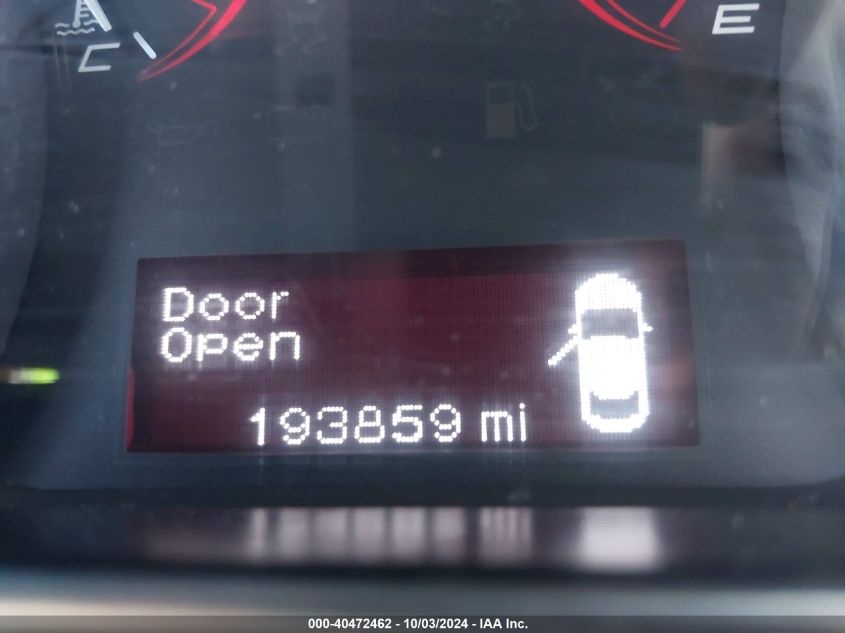 C
E
Door
Open
193859 mi
000-40472462 - 10/03/2024 - IAA Inc.